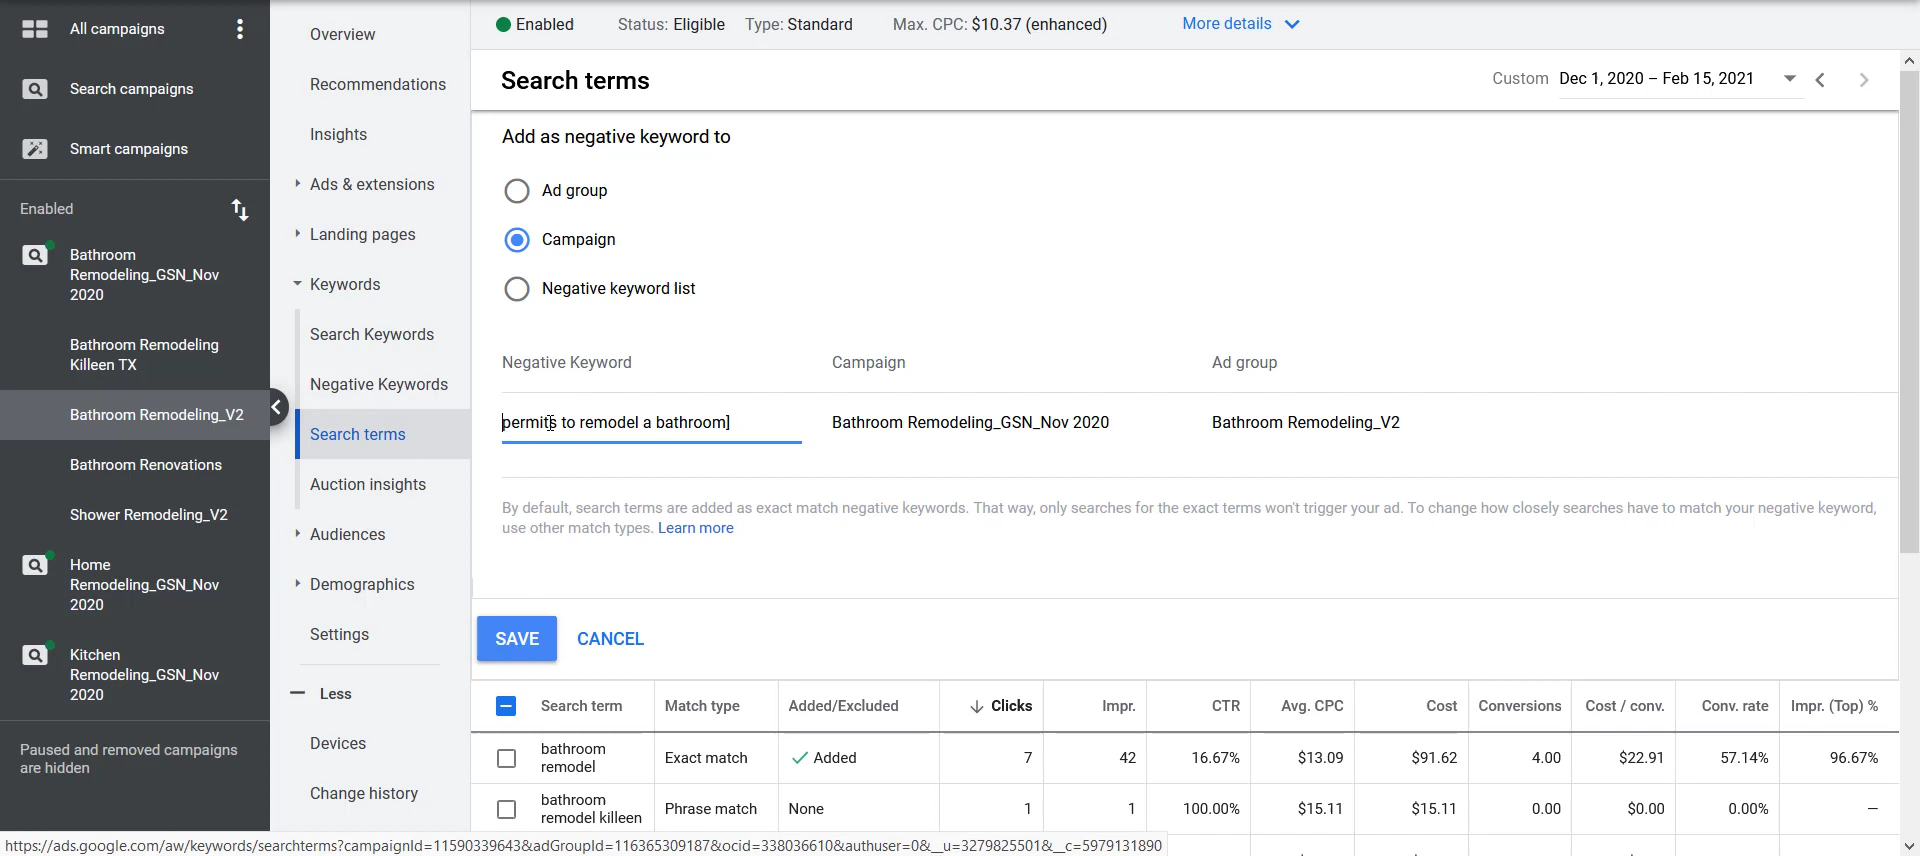 All campaigns
Search campaigns
Smart campaigns
Enabled
Bathroom
Remodeling_GSN_Nov
2020
Bathroom Remodeling
Killeen TX
Bathroom Remodeling_V2
Bathroom Renovations
Shower Remodeling_V2
Home
Remodeling_GSN_Nov
2020
Kitchen
Remodeling_GSN_Nov
2020
Paused and removed campaigns
are hidden
Overview
Recommendations
Insights
Ads & extensions
Landing pages
Keywords
Search Keywords
Negative Keywords
Search terms
Auction insights
Audiences
Demographics
Settings
Less
Devices
Change history
Enabled Status: Eligible Type: Standard Max. CPC: $10.37 (enhanced) More details
Search terms Custom Dec 1, 2020 – Feb 15, 2021
Add as negative keyword to
Ad group
Campaign
Negative keyword list
Negative Keyword Campaign Ad group
permits to remodel a bathroom] Bathroom Remodeling_GSN_Nov 2020 Bathroom Remodeling_V2
By default, search terms are added as exact match negative keywords. That way, only searches for the exact terms won't trigger your ad. To change how closely searches have to match your negative keyword,
use other match types. Learn more
SAVE CANCEL
Search term Match type Added/Excluded Clicks Impr. CTR Avg. CPC Cost Conversions Cost / conv. Conv. rate Impr. (Top) %
bathroom
remodel Exact match Added 7 42 16.67% $13.09 $91.62 4.00 $22.91 57.14% 96.67%
bathroom
remodel killeen Phrase match None 1 1 100.00% $15.11 $15.11 0.00 $0.00 0.00% —
https://ads.google.com/aw/keywords/searchterms?campaignId=11590339643&adGroupId=116365309187&ocid=338036610&authuser=0&__u=3279825501&__c=5979131890